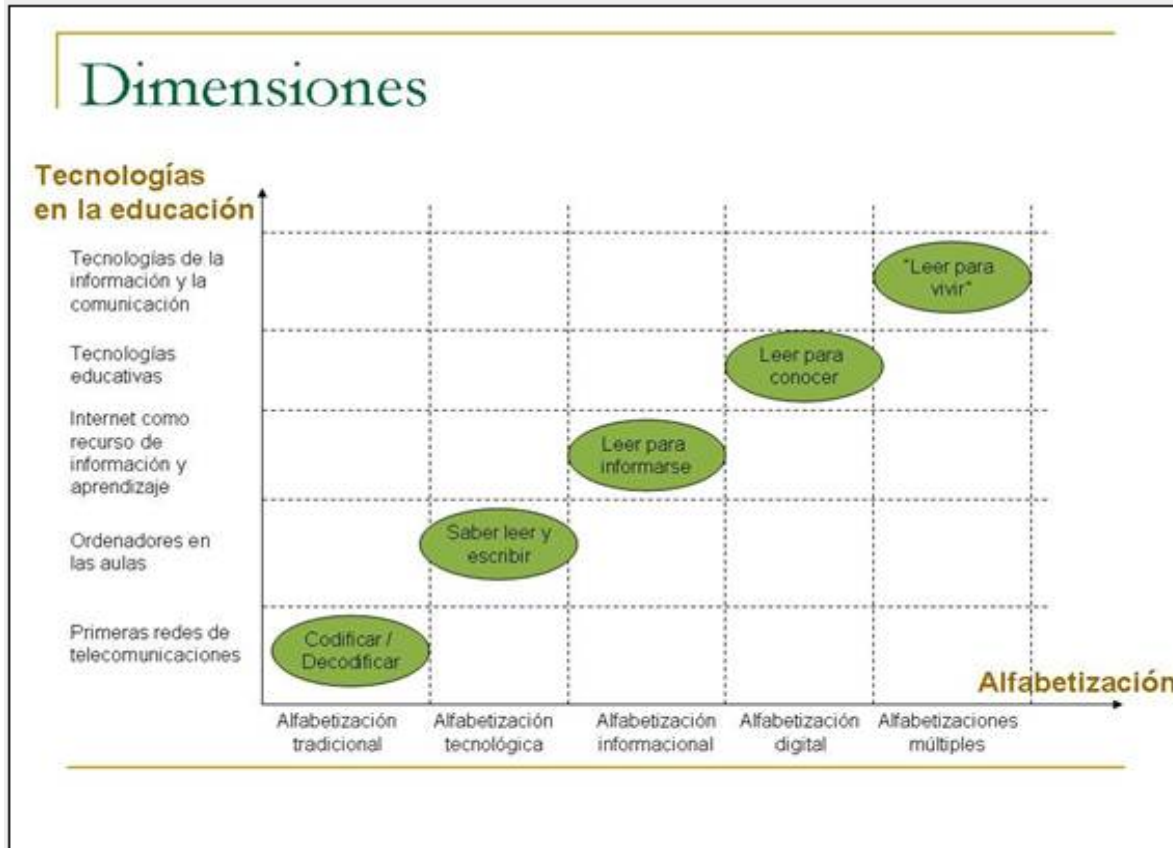 Dimensiones
Tecnologías
en la educación
Tecnologías de la
información y la
comunicación
"Leer para
vivir"
Tecnologías
educativas
Leer para
conocer
Internet como
recurso de
información y
aprendizaje
Leer para
informarse
Ordenadores en
las aulas
Saber leer y
escribir
Primeras redes de
telecomunicaciones
Codificar /
Decodificar
Alfabetización
Alfabetización
tradicional
Alfabetización
tecnológica
Alfabetización
informacional
Alfabetización
digital
Alfabetizaciones
múltiples